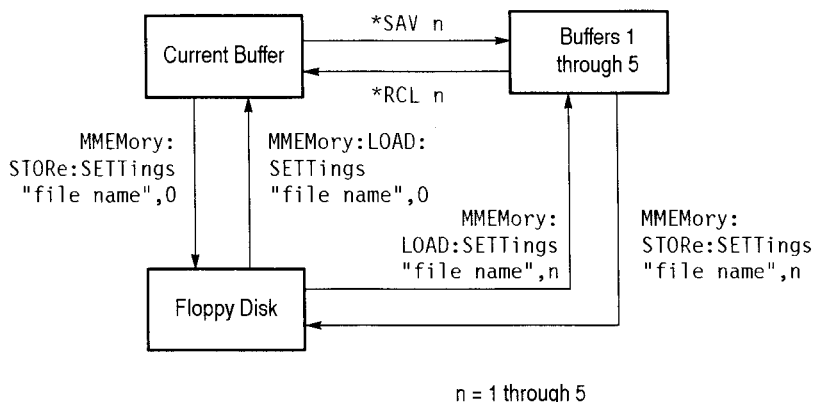 *SAV n
Current Buffer
Buffers 1
through 5
*RCL n
MMEMory:
STORe:SETTings
"file name",0
MMEMory:LOAD:
SETTings
"file name",0
MMEMory:
LOAD:SETTings
"file name",n
MMEMory:
STORe:SETTings
"file name",n
Floppy Disk
n = 1 through 5